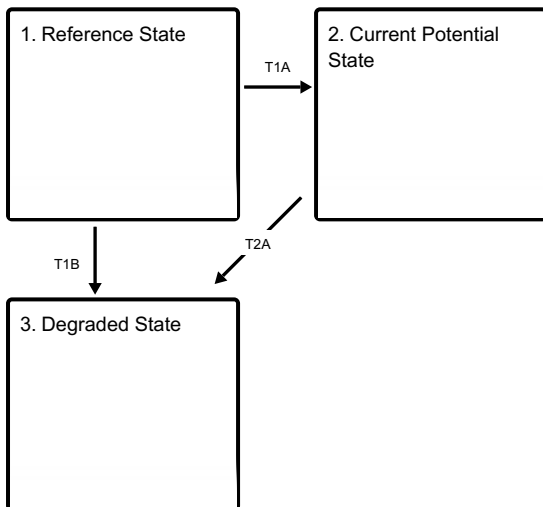 1. Reference State
2. Current Potential
State
T1A
T1B
T2A
3. Degraded State